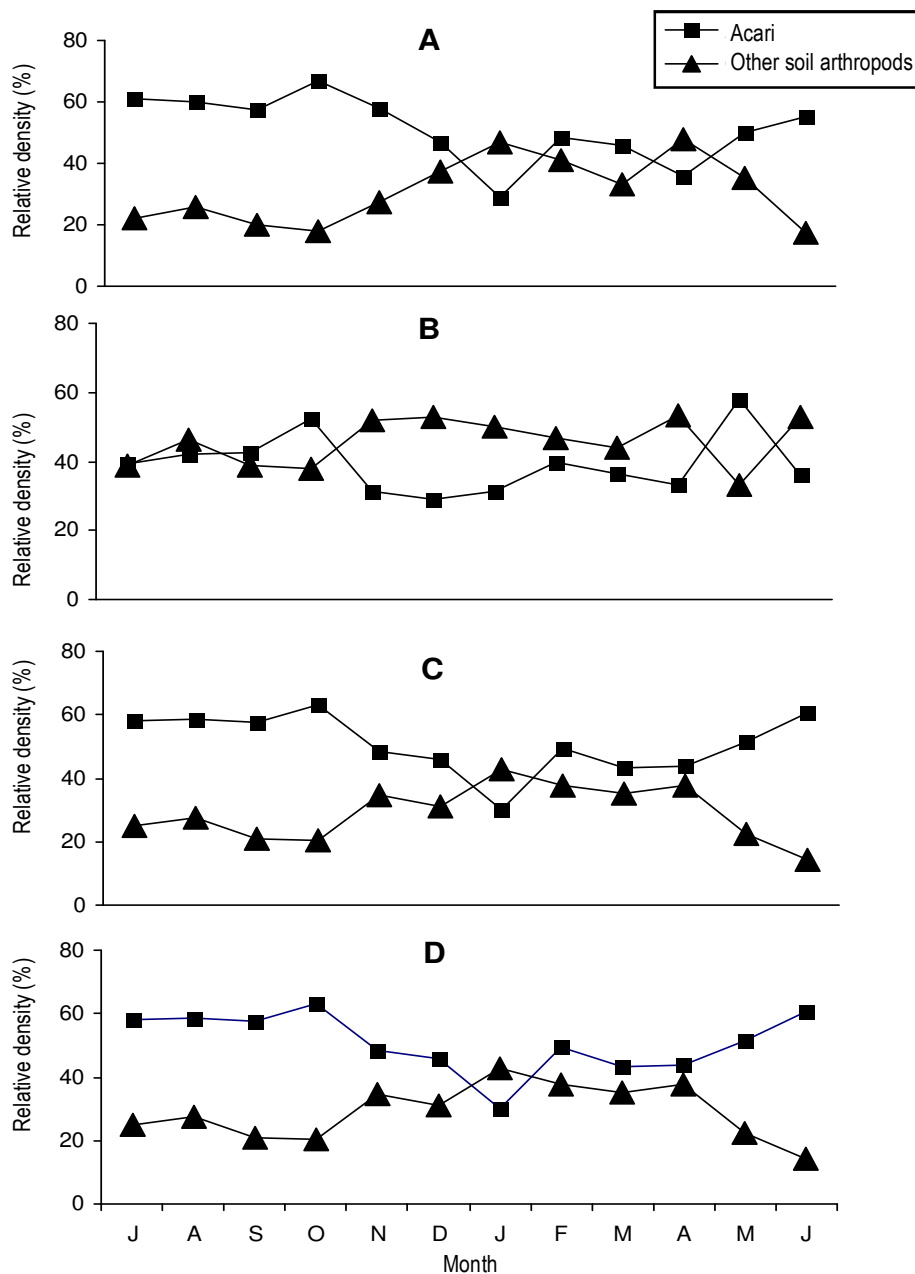 Acari
Other soil arthropods
A
Relative density (%)
80
60
40
20
0
B
Relative density (%)
80
60
40
20
0
C
Relative density (%)
80
60
40
20
0
D
Relative density (%)
80
60
40
20
0
J A S O N D J F M A M J
Month